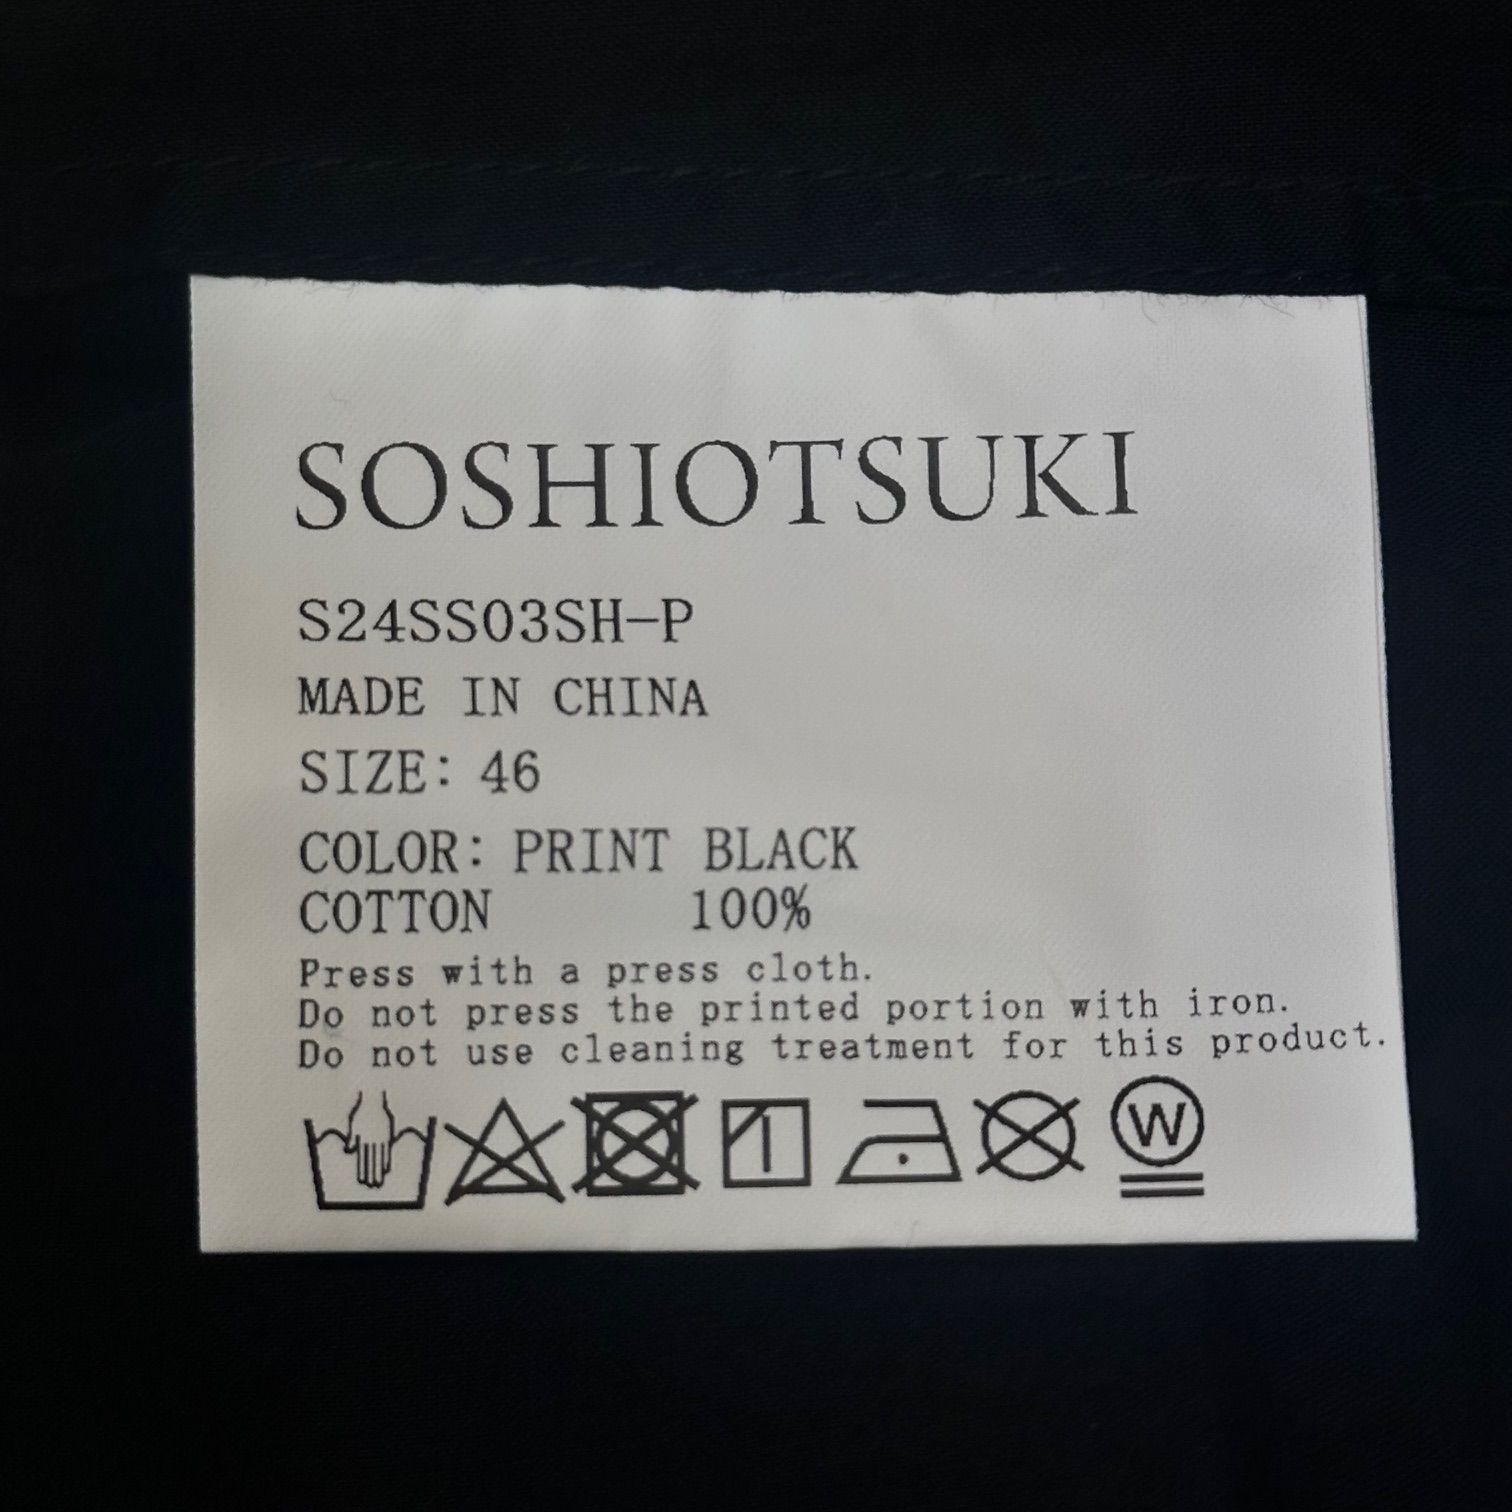 SOSHIOTSUKI
S24SS03SH-P
MADE IN CHINA
SIZE: 46
COLOR: PRINT BLACK
COTTON 100%
Press with a press cloth.
Do not press the printed portion with iron.
Do not use cleaning treatment for this product.
W